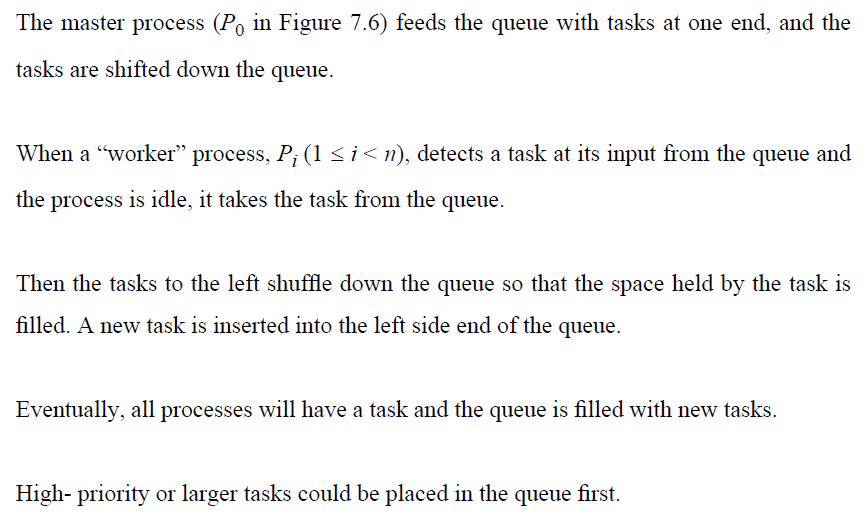 The master process (P0 in Figure 7.6) feeds the queue with tasks at one end, and the
tasks are shifted down the queue.
When a “worker” process, Pi (1 ≤ i < n), detects a task at its input from the queue and
the process is idle, it takes the task from the queue.
Then the tasks to the left shuffle down the queue so that the space held by the task is
filled. A new task is inserted into the left side end of the queue.
Eventually, all processes will have a task and the queue is filled with new tasks.
High- priority or larger tasks could be placed in the queue first.